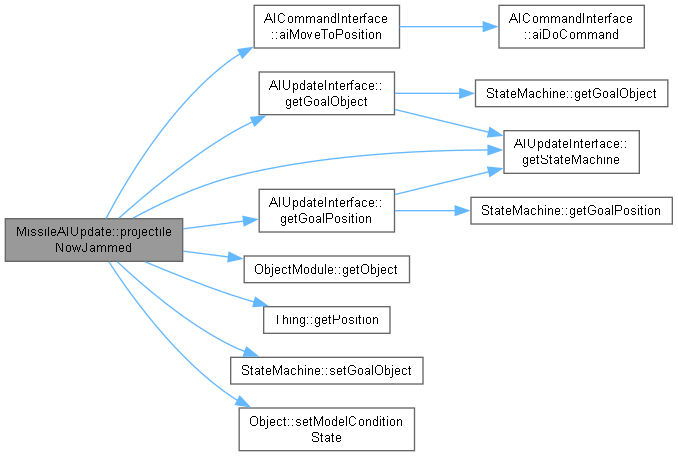 MissileAIUpdate::projectile
NowJammed
AICommandInterface
::aiMoveToPosition
AICommandInterface
::aiDoCommand
AIUpdateInterface::
getGoalObject
StateMachine::getGoalObject
AIUpdateInterface::
getStateMachine
AIUpdateInterface::
getGoalPosition
StateMachine::getGoalPosition
ObjectModule::getObject
Thing::getPosition
StateMachine::setGoalObject
Object::setModelCondition
State